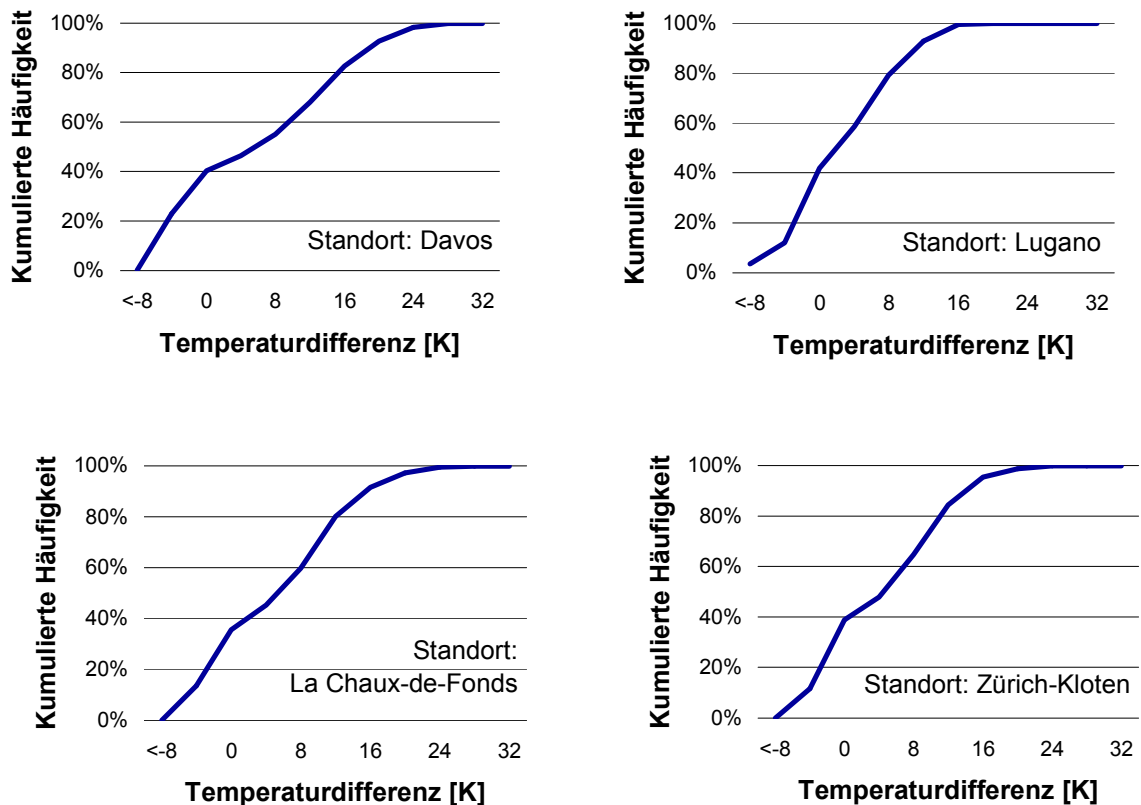 Kumulierte Häufigkeit
100%
80%
60%
40%
20%
0%
Standort: Davos
<-8 0 8 16 24 32
Temperaturdifferenz [K]
Kumulierte Häufigkeit
100%
80%
60%
40%
20%
0%
Standort: Lugano
<-8 0 8 16 24 32
Temperaturdifferenz [K]
Kumulierte Häufigkeit
100%
80%
60%
40%
20%
0%
Standort:
La Chaux-de-Fonds
<-8 0 8 16 24 32
Temperaturdifferenz [K]
Kumulierte Häufigkeit
100%
80%
60%
40%
20%
0%
Standort: Zürich-Kloten
<-8 0 8 16 24 32
Temperaturdifferenz [K]